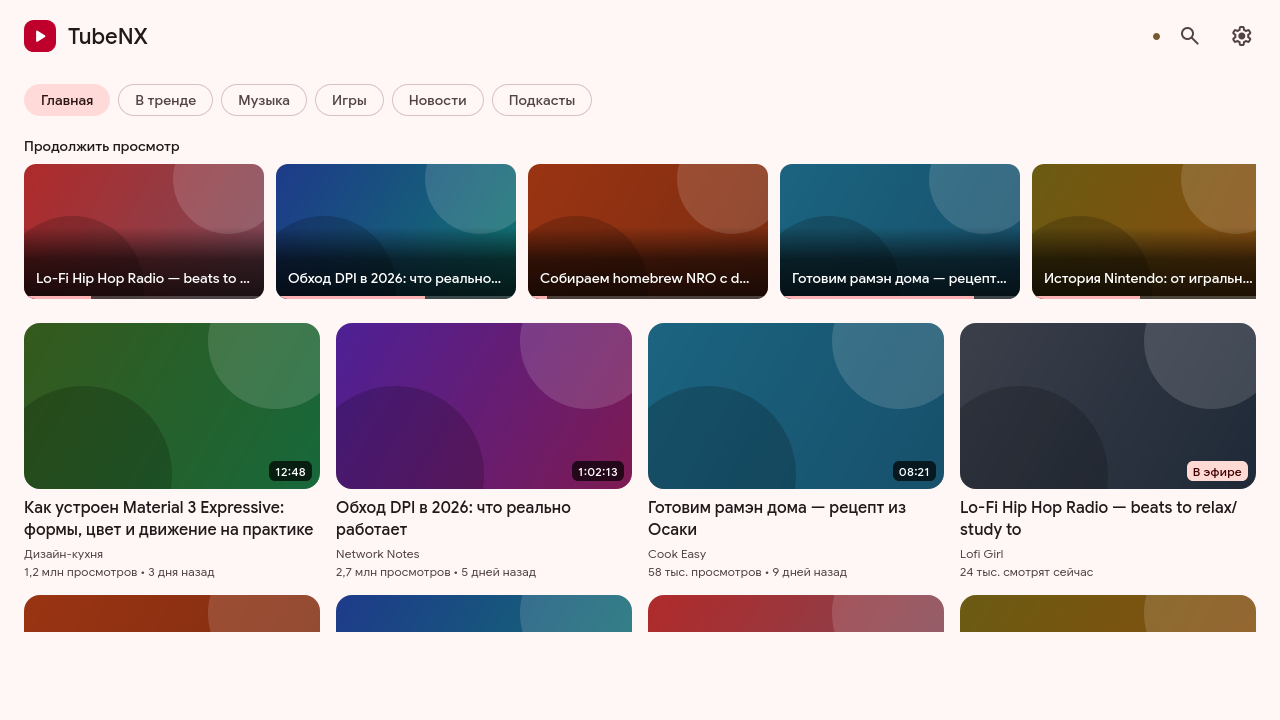 TubeNX
Главная
В тренде
Музыка
Игры
Новости
Подкасты
Продолжить просмотр
Lo-Fi Hip Hop Radio — beats to ...
Обход DPI в 2026: что реально...
Собираем homebrew NRO с d...
Готовим рамэн дома — рецепт...
История Nintendo: от игральн...
12:48
1:02:13
08:21
В эфире
Как устроен Material 3 Expressive:
формы, цвет и движение на практике
Дизайн-кухня
1,2 млн просмотров • 3 дня назад
Обход DPI в 2026: что реально
работает
Network Notes
2,7 млн просмотров • 5 дней назад
Готовим рамэн дома — рецепт из
Осаки
Cook Easy
58 тыс. просмотров • 9 дней назад
Lo-Fi Hip Hop Radio — beats to relax/
study to
Lofi Girl
24 тыс. смотрят сейчас